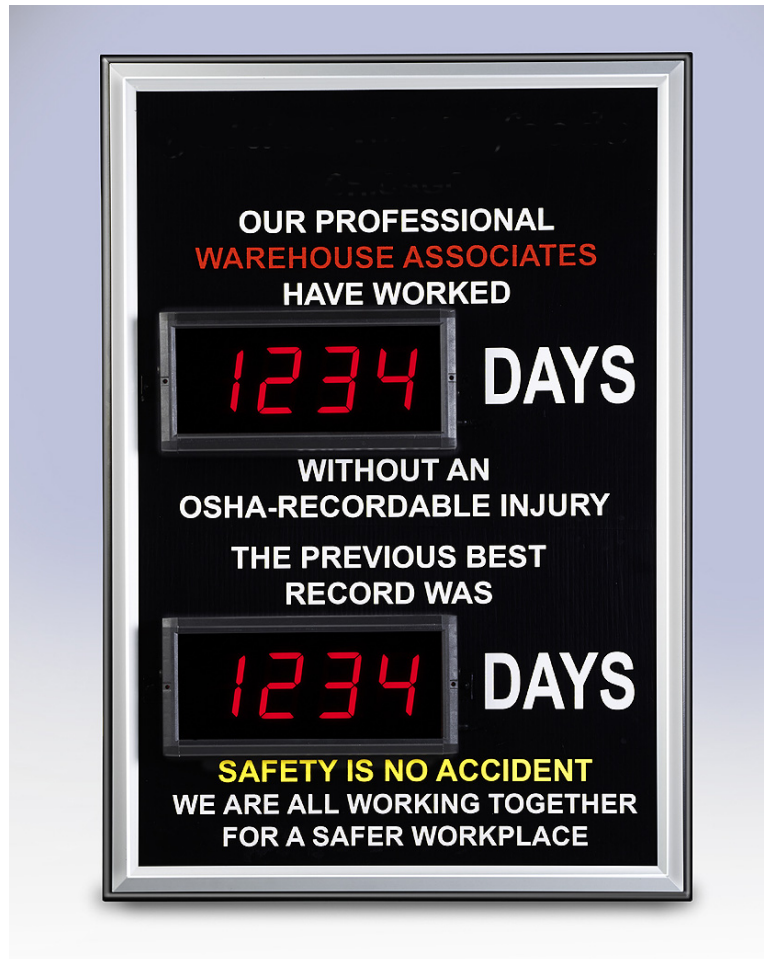 OUR PROFESSIONAL
WAREHOUSE ASSOCIATES
HAVE WORKED
1234 DAYS
WITHOUT AN
OSHA-RECORDABLE INJURY
THE PREVIOUS BEST
RECORD WAS
1234 DAYS
SAFETY IS NO ACCIDENT
WE ARE ALL WORKING TOGETHER
FOR A SAFER WORKPLACE